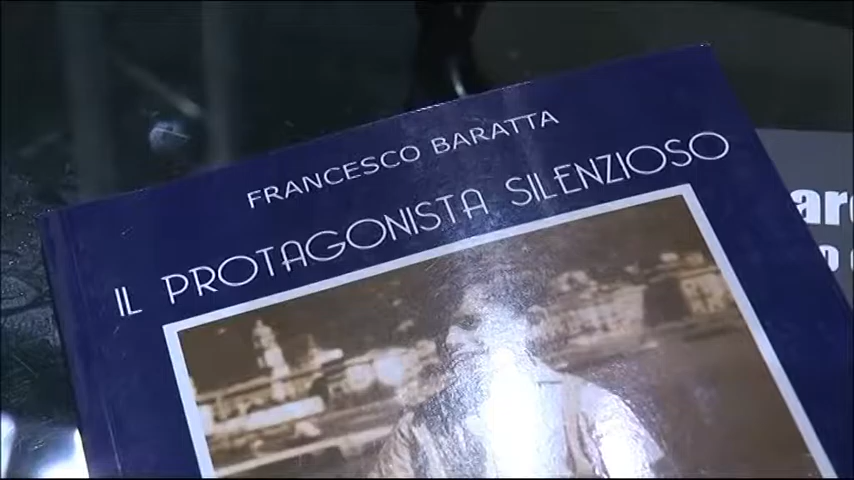 FRANCESCO BARATTA
IL PROTAGONISTA SILENZIOSO